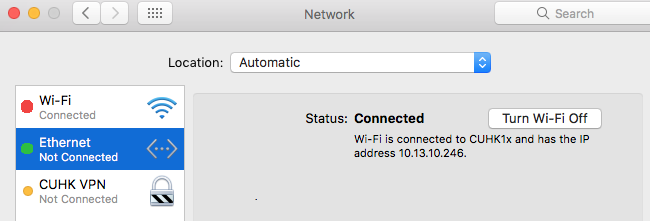 Network
Search
Location: Automatic
Wi-Fi
Connected
Ethernet
Not Connected
CUHK VPN
Not Connected
Status: Connected
Turn Wi-Fi Off
Wi-Fi is connected to CUHK1x and has the IP
address 10.13.10.246.